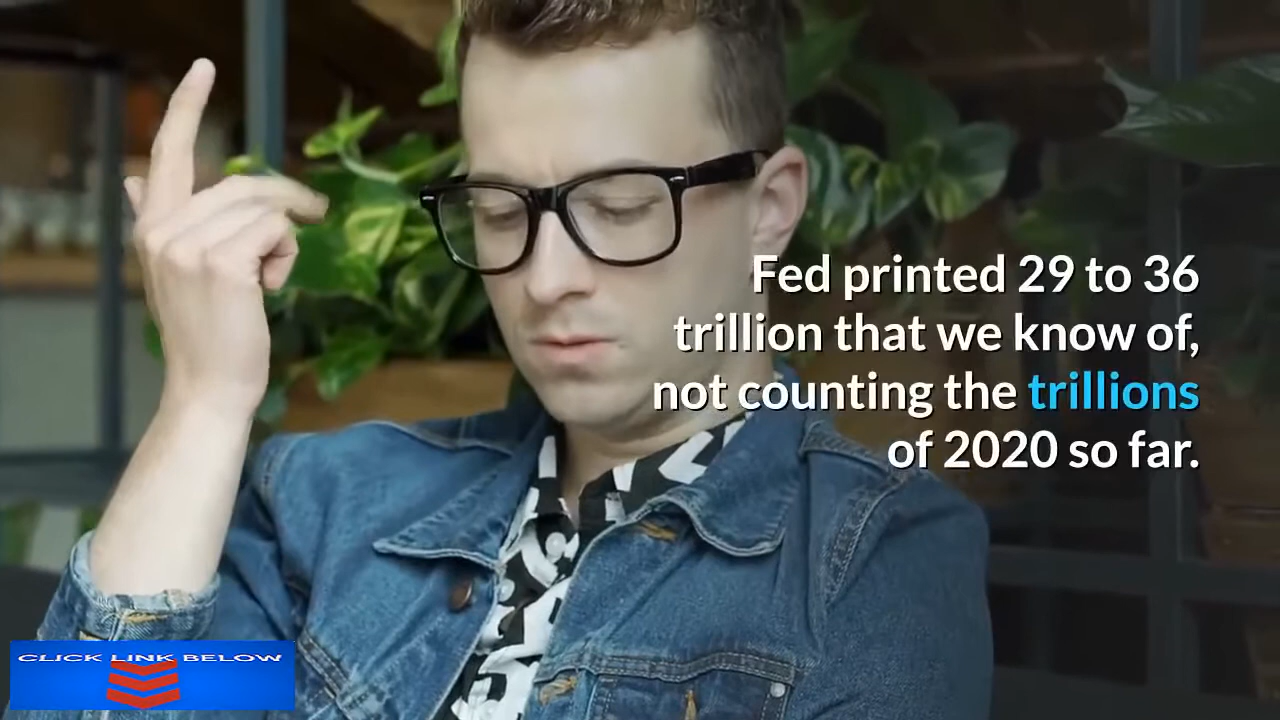 Fed printed 29 to 36
trillion that we know of,
not counting the trillions
of 2020 so far.
CLICK LINK BELOW